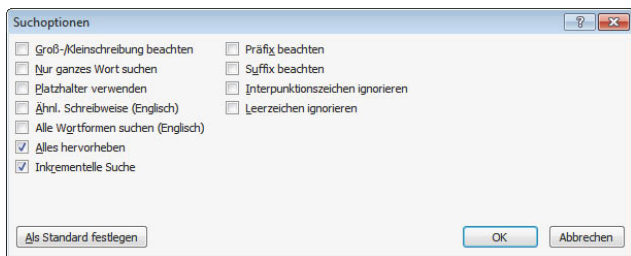 Suchoptionen
Groß-/Kleinschreibung beachten
Nur ganzes Wort suchen
Platzhalter verwenden
Ähnl. Schreibweise (Englisch)
Alle Wortformen suchen (Englisch)
Alles hervorheben
Inkrementelle Suche
Präfix beachten
Suffix beachten
Interpunktionszeichen ignorieren
Leerzeichen ignorieren
Als Standard festlegen
OK
Abbrechen